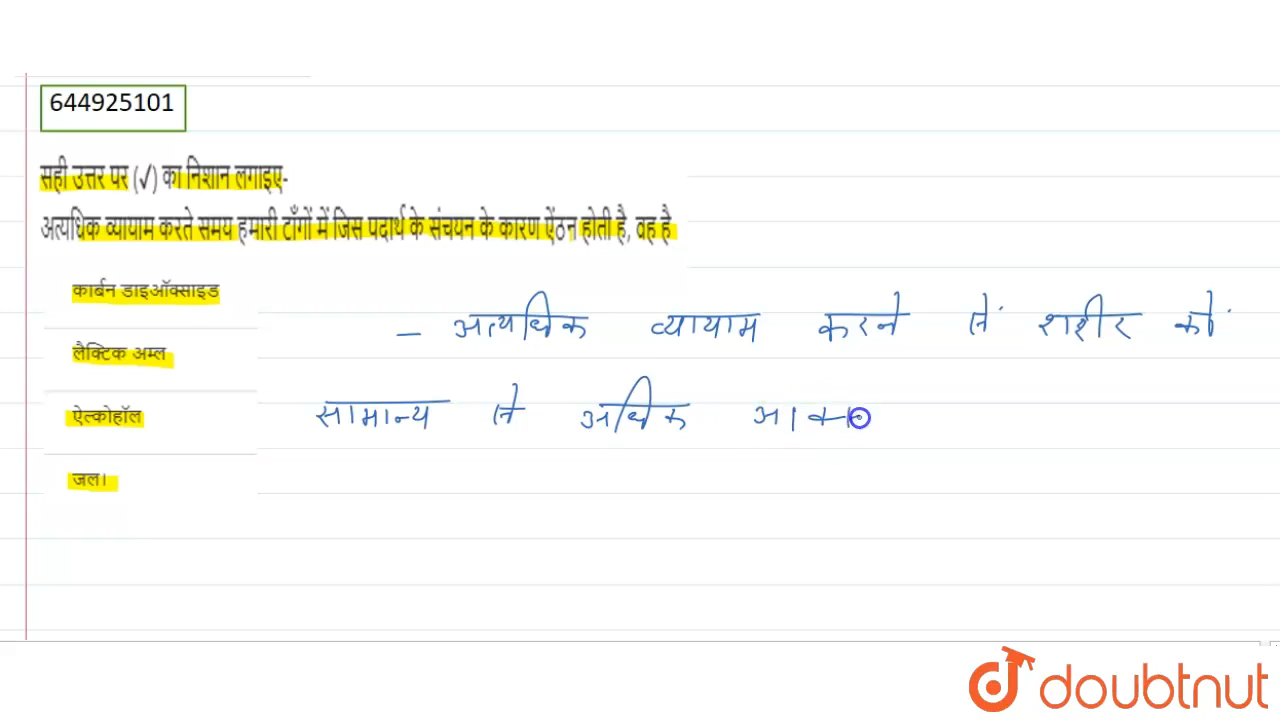 644925101
सही उत्तर पर (✓) का निशान लगाइए-
अत्यधिक व्यायाम करते समय हमारी टाँगों में जिस पदार्थ के संचयन के कारण ऐंठन होती है, वह है
कार्बन डाइऑक्साइड
लैक्टिक अम्ल
ऐल्कोहॉल
जल।
– अत्यधिक व्यायाम करने से शरीर को
सामान्य से अधिक
doubtnut